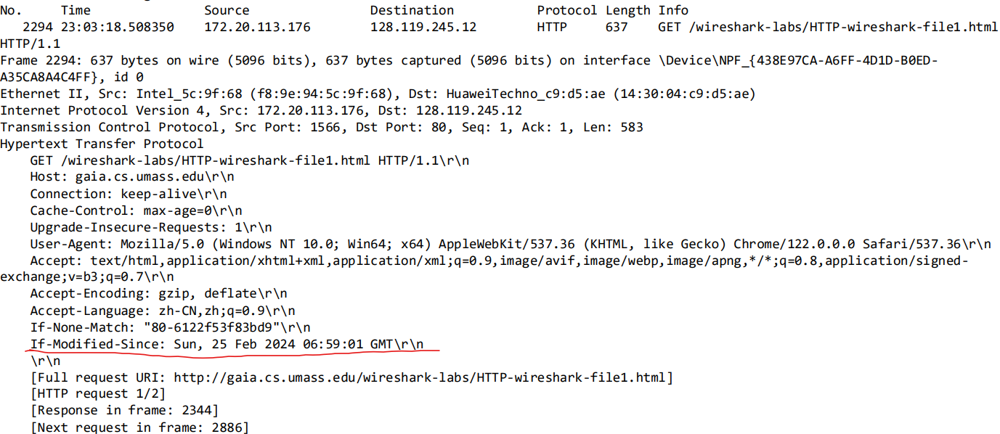 No. Time Source Destination Protocol Length Info
2294 23:03:18.508350 172.20.113.176 128.119.245.12 HTTP 637 GET /wireshark-labs/HTTP-wireshark-file1.html
HTTP/1.1
Frame 2294: 637 bytes on wire (5096 bits), 637 bytes captured (5096 bits) on interface \Device\NPF_{438E97CA-A6FF-4D1D-B0ED-
A35CA8A4C4FF}, id 0
Ethernet II, Src: Intel_5c:9f:68 (f8:9e:94:5c:9f:68), Dst: HuaweiTechno_c9:d5:ae (14:30:04:c9:d5:ae)
Internet Protocol Version 4, Src: 172.20.113.176, Dst: 128.119.245.12
Transmission Control Protocol, Src Port: 1566, Dst Port: 80, Seq: 1, Ack: 1, Len: 583
Hypertext Transfer Protocol
GET /wireshark-labs/HTTP-wireshark-file1.html HTTP/1.1\r\n
Host: gaia.cs.umass.edu\r\n
Connection: keep-alive\r\n
Cache-Control: max-age=0\r\n
Upgrade-Insecure-Requests: 1\r\n
User-Agent: Mozilla/5.0 (Windows NT 10.0; Win64; x64) AppleWebKit/537.36 (KHTML, like Gecko) Chrome/122.0.0.0 Safari/537.36\r\n
Accept: text/html,application/xhtml+xml,application/xml;q=0.9,image/avif,image/webp,image/apng,*/*;q=0.8,application/signed-
exchange;v=b3;q=0.7\r\n
Accept-Encoding: gzip, deflate\r\n
Accept-Language: zh-CN,zh;q=0.9\r\n
If-None-Match: "80-6122f53f83bd9"\r\n
If-Modified-Since: Sun, 25 Feb 2024 06:59:01 GMT\r\n
\r\n
[Full request URI: http://gaia.cs.umass.edu/wireshark-labs/HTTP-wireshark-file1.html]
[HTTP request 1/2]
[Response in frame: 2344]
[Next request in frame: 2886]